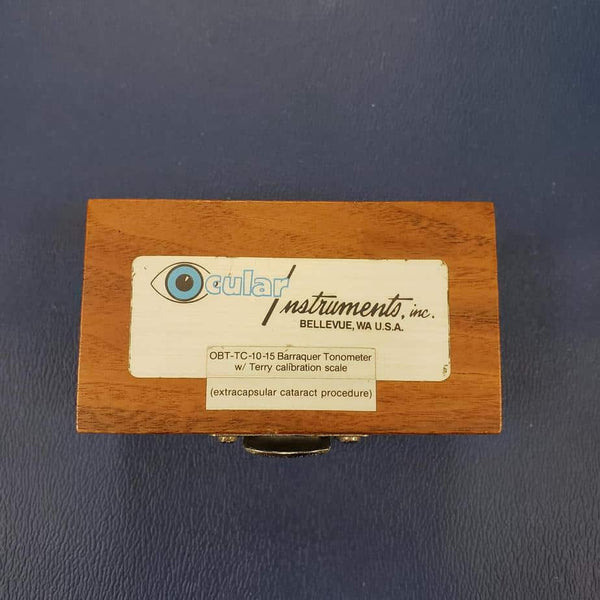 Ocular Instruments, inc.
BELLEVUE, WA U.S.A.
OBT-TC-10-15 Barraquer Tonometer
w/ Terry calibration scale
(extracapsular cataract procedure)